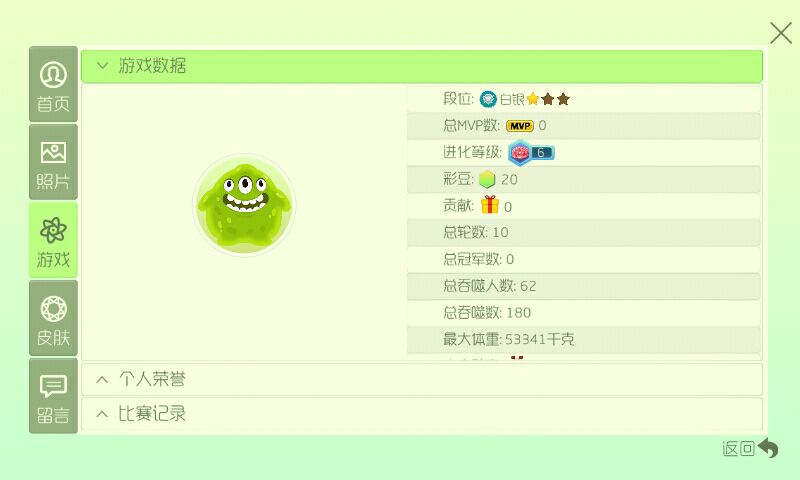 游戏数据
首页
照片
游戏
皮肤
留言
段位: 白银
总MVP数: MVP 0
进化等级: 6
彩豆: 20
贡献: 0
总轮数: 10
总冠军数: 0
总吞噬人数: 62
总吞噬数: 180
最大体重: 53341千克
个人荣誉
比赛记录
返回